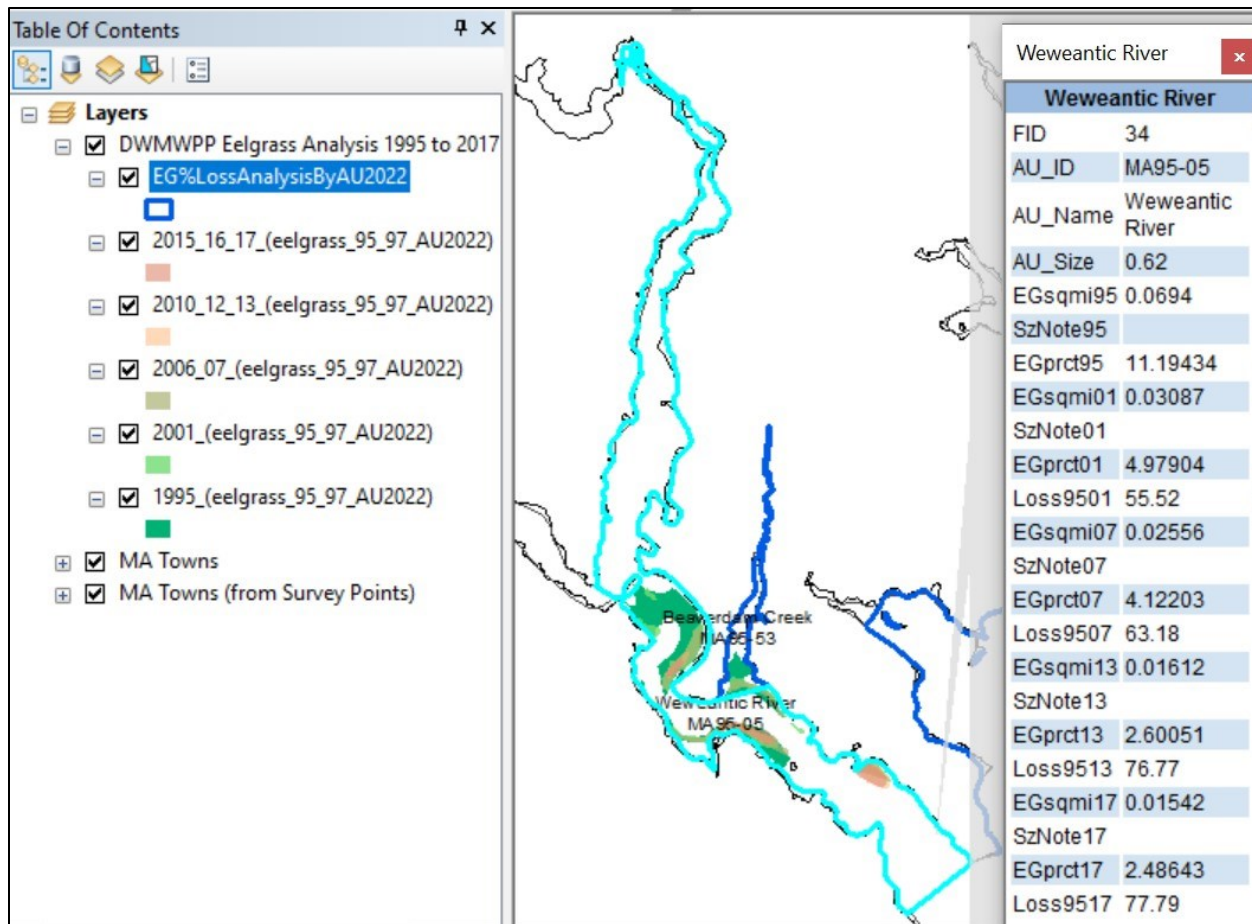 Table Of Contents
Layers
DWMWPP Eelgrass Analysis 1995 to 2017
EG%LossAnalysisByAU2022
2015_16_17_(eelgrass_95_97_AU2022)
2010_12_13_(eelgrass_95_97_AU2022)
2006_07_(eelgrass_95_97_AU2022)
2001_(eelgrass_95_97_AU2022)
1995_(eelgrass_95_97_AU2022)
MA Towns
MA Towns (from Survey Points)
Beaverdam Creek
MA95-53
Weweantic River
MA95-05
Weweantic River
Weweantic River
FID 34
AU_ID MA95-05
AU_Name Weweantic
River
AU_Size 0.62
EGsqmi95 0.0694
SzNote95
EGprct95 11.19434
EGsqmi01 0.03087
SzNote01
EGprct01 4.97904
Loss9501 55.52
EGsqmi07 0.02556
SzNote07
EGprct07 4.12203
Loss9507 63.18
EGsqmi13 0.01612
SzNote13
EGprct13 2.60051
Loss9513 76.77
EGsqmi17 0.01542
SzNote17
EGprct17 2.48643
Loss9517 77.79